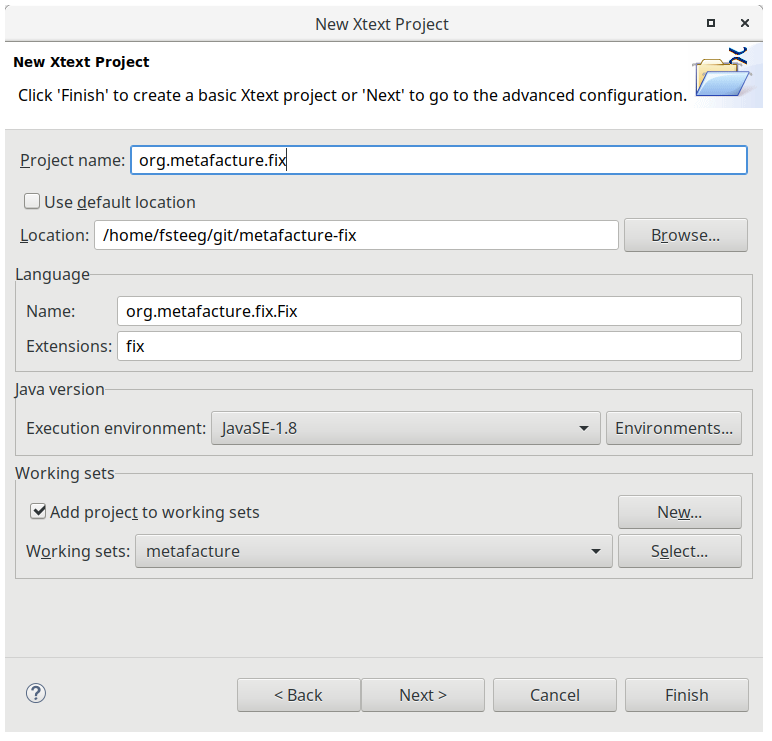 New Xtext Project
New Xtext Project
Click 'Finish' to create a basic Xtext project or 'Next' to go to the advanced configuration.
Project name: org.metafacture.fix
Use default location
Location: /home/fsteeg/git/metafacture-fix Browse...
Language
Name: org.metafacture.fix.Fix
Extensions: fix
Java version
Execution environment: JavaSE-1.8 Environments...
Working sets
Add project to working sets New...
Working sets: metafacture Select...
? < Back Next > Cancel Finish